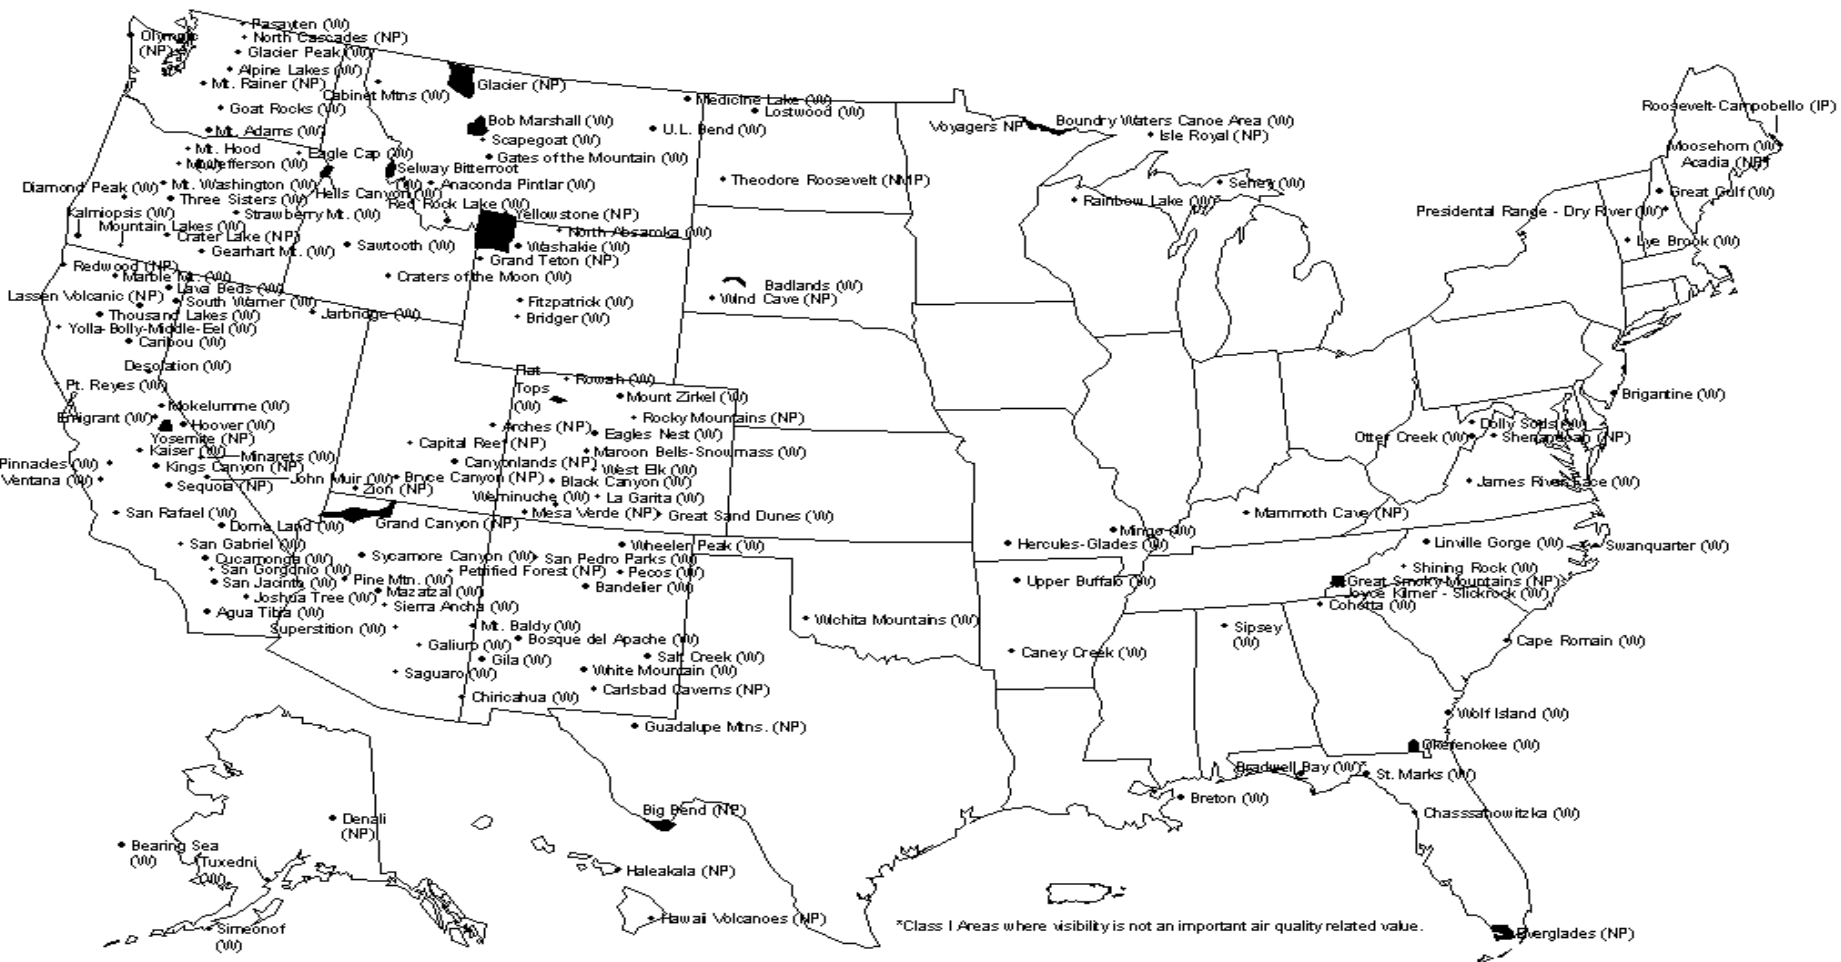 Pasayten (W)
North Cascades (NP)
Olympic
(NP)
Glacier Peak (W)
Alpine Lakes (W)
Mt. Rainer (NP)
Goat Rocks (W)
Mt. Adams (W)
Cabinet Mtns (W)
Glacier (NP)
Medicine Lake (W)
Lostwood (W)
U.L. Bend (W)
Bob Marshall (W)
Scapegoat (W)
Gates of the Mountain (W)
Voyagers NP
Boundry Waters Canoe Area (W)
Isle Royal (NP)
Roosevelt-Campobello (IP)
Moosehorn (W)
Acadia (NP)
Great Gulf (W)
Presidental Range - Dry River (W)*
Lye Brook (W)
Mt. Hood
Eagle Cap (W)
Mt. Jefferson (W)
Selway Bitterroot
(W)
Anaconda Pintlar (W)
Theodore Roosevelt (NMP)
Seney (W)
Rainbow Lake (W)*
Diamond Peak (W)
Mt. Washington (W)
Hells Canyon (W)
Three Sisters (W)
Red Rock Lake (W)
Kalmiopsis (W)
Strawberry Mt. (W)
Yellowstone (NP)
Mountain Lakes (W)
Crater Lake (NP)
North Absaroka (W)
Sawtooth (W)
Washakie (W)
Gearhart Mt. (W)
Grand Teton (NP)
Redwood (NP)
Marble Mt. (W)
Craters of the Moon (W)
Lava Beds (W)
Badlands (W)
Wind Cave (NP)
Lassen Volcanic (NP)
South Warner (W)
Fitzpatrick (W)
Thousand Lakes (W)
Jarbridge (W)
Bridger (W)
Yolla-Bolly-Middle-Eel (W)
Caribou (W)
Desolation (W)
Flat
Tops
(W)
Rawah (W)
Pt. Reyes (W)
Mount Zirkel (W)
Brigantine (W)
Mokelumme (W)
Emigrant (W)
Hoover (W)
Rocky Mountains (NP)
Arches (NP)
Dolly Sods (W)
Yosemite (NP)
Capital Reef (NP)
Eagles Nest (W)
Otter Creek (W)
Shenandoah (NP)
Kaiser (W)
Minarets (W)
Maroon Bells-Snowmass (W)
Pinnacles (W)
Kings Canyon (NP)
Canyonlands (NP)
West Elk (W)
Ventana (W)
John Muir (W)
Bryce Canyon (NP)
Black Canyon (W)
James River Face (W)
Sequoia (NP)
Zion (NP)
Weminuche (W)
La Garita (W)
San Rafael (W)
Mesa Verde (NP)
Great Sand Dunes (W)
Mammoth Cave (NP)
Dome Land (W)
Grand Canyon (NP)
Mingo (W)
San Gabriel (W)
Wheeler Peak (W)
Hercules-Glades (W)
Linville Gorge (W)
Swanquarter (W)
Cucamonga (W)
Sycamore Canyon (W)
San Pedro Parks (W)
San Gorgonio (W)
Petrified Forest (NP)
Pecos (W)
Shining Rock (W)
San Jacinto (W)
Pine Mtn. (W)
Bandelier (W)
Upper Buffalo (W)
Great Smoky Mountains (NP)
Joshua Tree (W)
Mazatzal (W)
Joyce Kilmer - Slickrock (W)
Agua Tibia (W)
Sierra Ancha (W)
Cohotta (W)
Superstition (W)
Mt. Baldy (W)
Wichita Mountains (W)
Sipsey
(W)
Galiuro (W)
Bosque del Apache (W)
Cape Romain (W)
Gila (W)
Salt Creek (W)
Caney Creek (W)
Saguaro (W)
White Mountain (W)
Chiricahua (W)
Carlsbad Caverns (NP)
Guadalupe Mtns. (NP)
Wolf Island (W)
Okefenokee (W)
Bradwell Bay (W)*
St. Marks (W)
Breton (W)
Big Bend (NP)
Chasssahowitzka (W)
Denali
(NP)
Bearing Sea
(W)
Tuxedni
(W)
Haleakala (NP)
Simeonof
(W)
Hawaii Volcanoes (NP)
*Class I Areas where visibility is not an important air quality related value.
Everglades (NP)